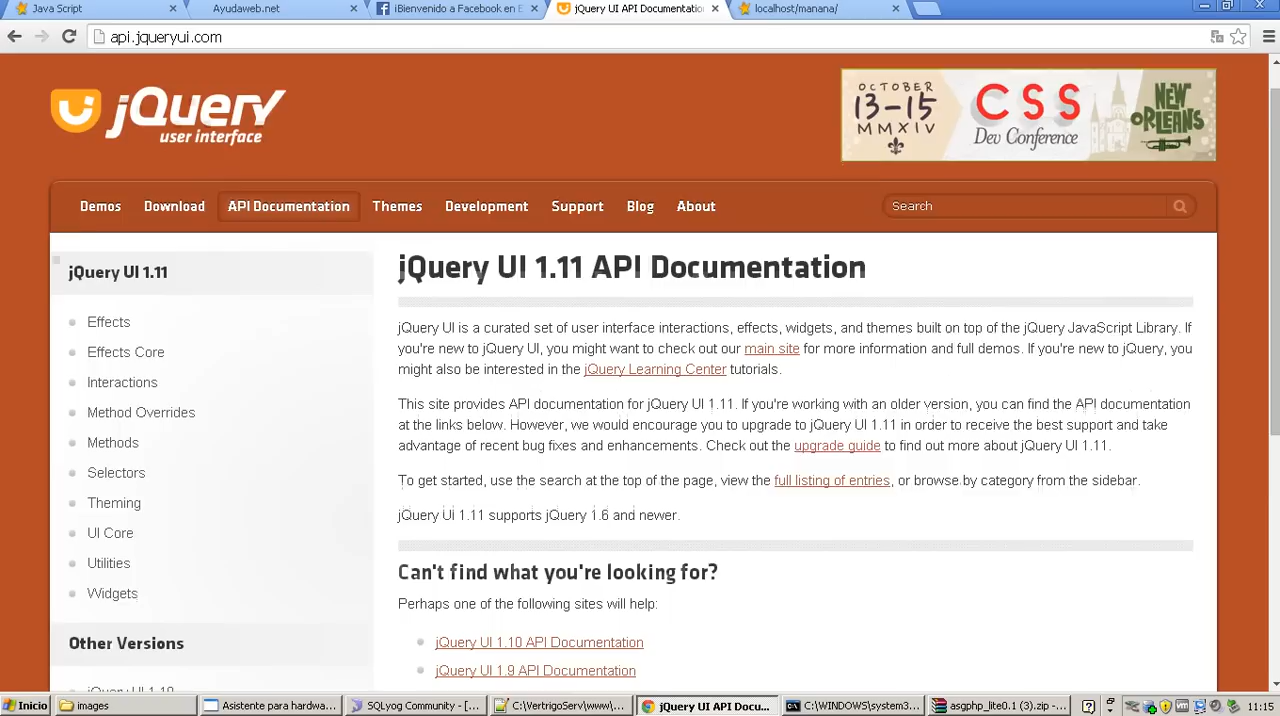 Java Script
Ayudaweb.net
¡Bienvenido a Facebook en E
jQuery UI API Documentatio
localhost/manana/
api.jqueryui.com
jQuery
user interface
OCTOBER
13-15
MMXIV
CSS
Dev Conference
NEW
ORLEANS
Demos
Download
API Documentation
Themes
Development
Support
Blog
About
Search
jQuery UI 1.11
Effects
Effects Core
Interactions
Method Overrides
Methods
Selectors
Theming
UI Core
Utilities
Widgets
Other Versions
jQuery UI 1.10
jQuery UI 1.11 API Documentation
jQuery UI is a curated set of user interface interactions, effects, widgets, and themes built on top of the jQuery JavaScript Library. If
you're new to jQuery UI, you might want to check out our main site for more information and full demos. If you're new to jQuery, you
might also be interested in the jQuery Learning Center tutorials.
This site provides API documentation for jQuery UI 1.11. If you're working with an older version, you can find the API documentation
at the links below. However, we would encourage you to upgrade to jQuery UI 1.11 in order to receive the best support and take
advantage of recent bug fixes and enhancements. Check out the upgrade guide to find out more about jQuery UI 1.11.
To get started, use the search at the top of the page, view the full listing of entries, or browse by category from the sidebar.
jQuery UI 1.11 supports jQuery 1.6 and newer.
Can't find what you're looking for?
Perhaps one of the following sites will help:
jQuery UI 1.10 API Documentation
jQuery UI 1.9 API Documentation
Inicio
images
Asistente para hardwa...
SQLyog Community - [...
C:\VertrigoServ\www\...
jQuery UI API Docu...
C:\WINDOWS\system3...
asgphp_lite0.1 (3).zip -...
11:15